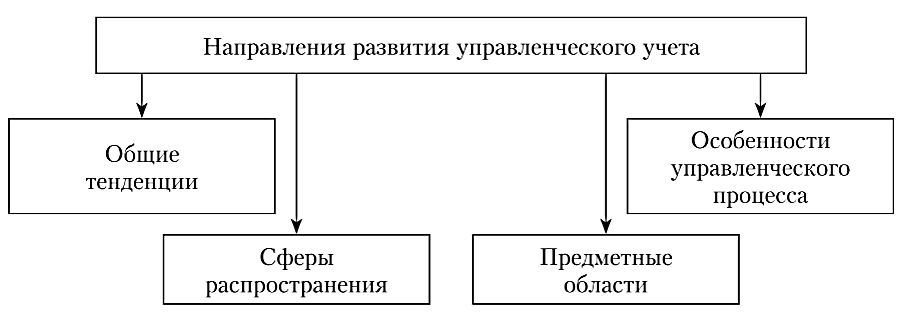 Направления развития управленческого учета
Общие
тенденции
Особенности
управленческого
процесса
Сферы
распространения
Предметные
области